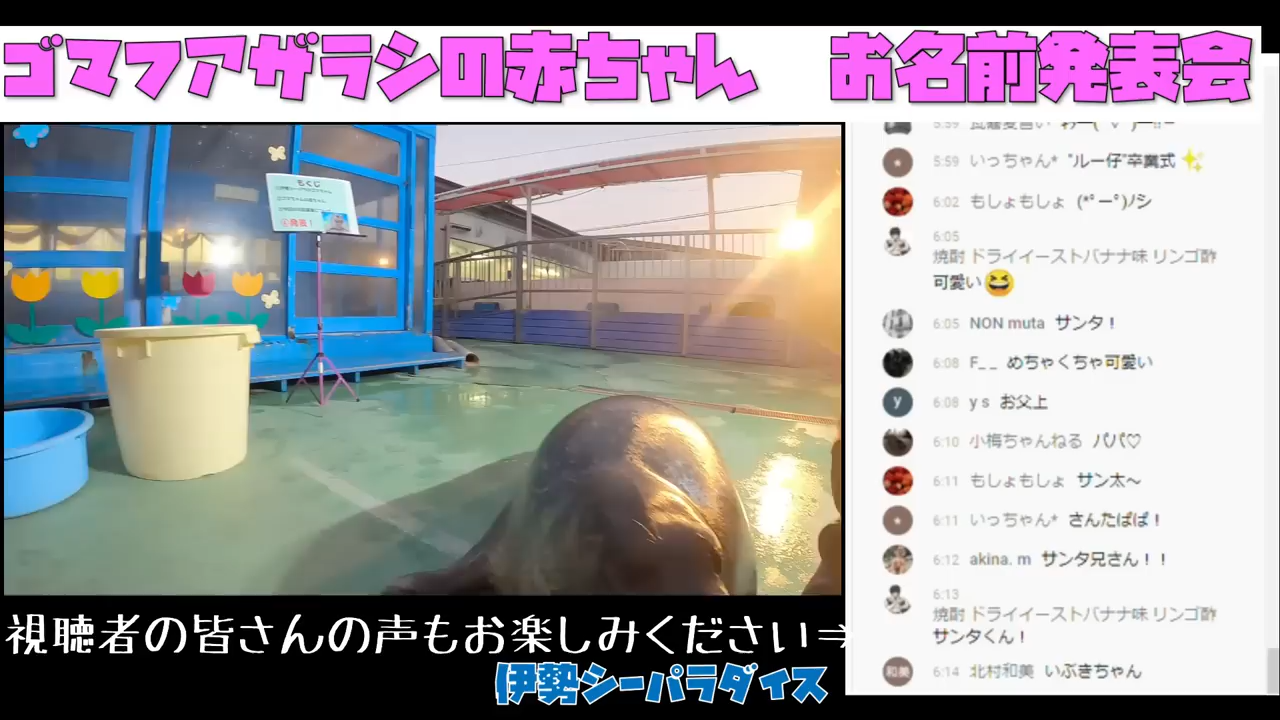 ゴマフアザラシの赤ちゃん お名前発表会
もくじ
発表！
5:59 いっちゃん* "ルー仔"卒業式✨
6:02 もしょもしょ (*°ー°)ﾉシ
6:05
焼酎 ドライイーストバナナ味 リンゴ酢
可愛い😆
6:05 NON muta サンタ！
6:08 F_ _ めちゃくちゃ可愛い
6:08 y s お父上
6:10 小梅ちゃんねる パパ♡
6:11 もしょもしょ サン太〜
6:11 いっちゃん* さんたぱぱ！
6:12 akina. m サンタ兄さん！！
6:13
焼酎 ドライイーストバナナ味 リンゴ酢
サンタくん！
和美 6:14 北村和美 いぶきちゃん
視聴者の皆さんの声もお楽しみください⇒
伊勢シーパラダイス